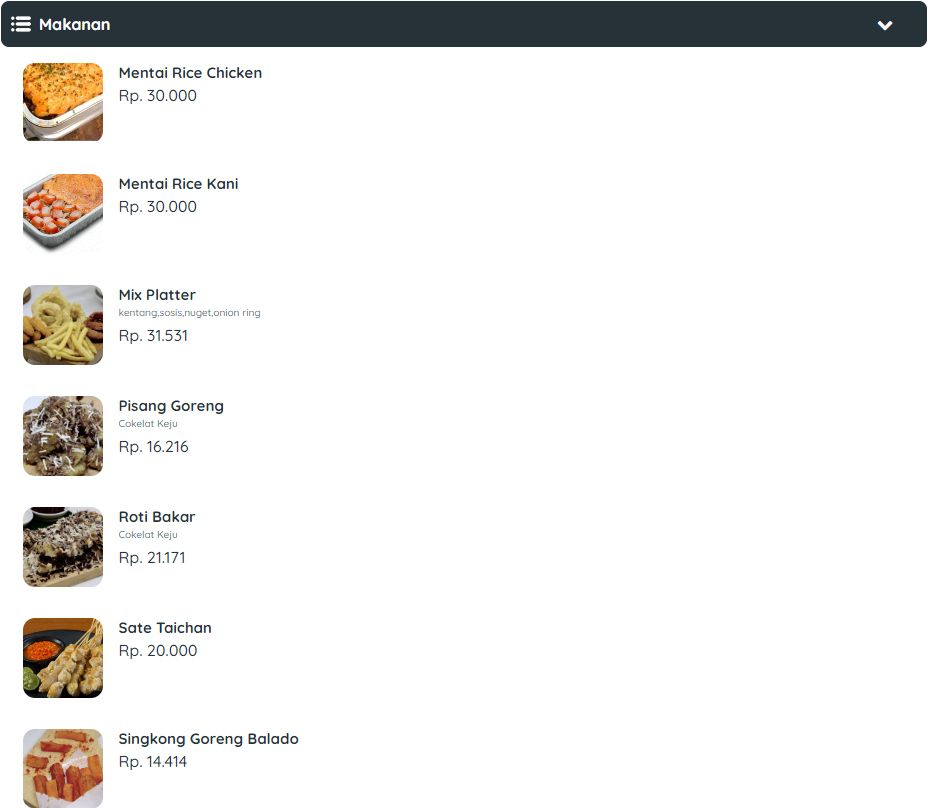 Makanan
Mentai Rice Chicken
Rp. 30.000
Mentai Rice Kani
Rp. 30.000
Mix Platter
kentang,sosis,nuget,onion ring
Rp. 31.531
Pisang Goreng
Cokelat Keju
Rp. 16.216
Roti Bakar
Cokelat Keju
Rp. 21.171
Sate Taichan
Rp. 20.000
Singkong Goreng Balado
Rp. 14.414